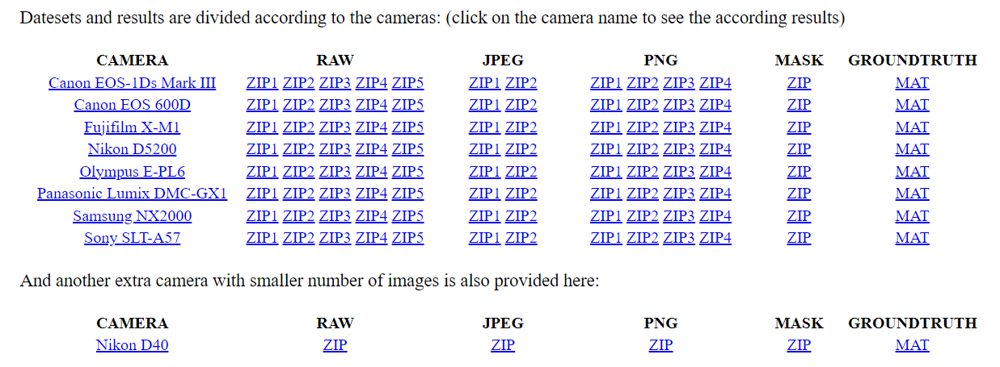 Datesets and results are divided according to the cameras: (click on the camera name to see the according results)
CAMERA RAW JPEG PNG MASK GROUNDTRUTH
Canon EOS-1Ds Mark III ZIP1 ZIP2 ZIP3 ZIP4 ZIP5 ZIP1 ZIP2 ZIP1 ZIP2 ZIP3 ZIP4 ZIP MAT
Canon EOS 600D ZIP1 ZIP2 ZIP3 ZIP4 ZIP5 ZIP1 ZIP2 ZIP1 ZIP2 ZIP3 ZIP4 ZIP MAT
Fujifilm X-M1 ZIP1 ZIP2 ZIP3 ZIP4 ZIP5 ZIP1 ZIP2 ZIP1 ZIP2 ZIP3 ZIP4 ZIP MAT
Nikon D5200 ZIP1 ZIP2 ZIP3 ZIP4 ZIP5 ZIP1 ZIP2 ZIP1 ZIP2 ZIP3 ZIP4 ZIP MAT
Olympus E-PL6 ZIP1 ZIP2 ZIP3 ZIP4 ZIP5 ZIP1 ZIP2 ZIP1 ZIP2 ZIP3 ZIP4 ZIP MAT
Panasonic Lumix DMC-GX1 ZIP1 ZIP2 ZIP3 ZIP4 ZIP5 ZIP1 ZIP2 ZIP1 ZIP2 ZIP3 ZIP4 ZIP MAT
Samsung NX2000 ZIP1 ZIP2 ZIP3 ZIP4 ZIP5 ZIP1 ZIP2 ZIP1 ZIP2 ZIP3 ZIP4 ZIP MAT
Sony SLT-A57 ZIP1 ZIP2 ZIP3 ZIP4 ZIP5 ZIP1 ZIP2 ZIP1 ZIP2 ZIP3 ZIP4 ZIP MAT
And another extra camera with smaller number of images is also provided here:
CAMERA RAW JPEG PNG MASK GROUNDTRUTH
Nikon D40 ZIP ZIP ZIP ZIP MAT